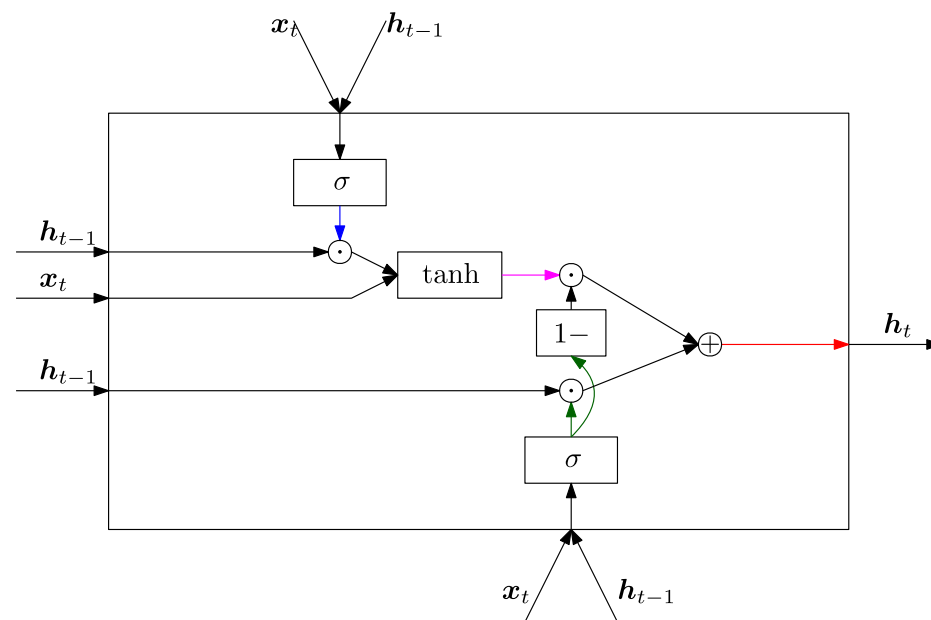 x_t h_{t−1}
σ
h_{t−1}
x_t
tanh
1−
h_t
h_{t−1}
σ
x_t h_{t−1}